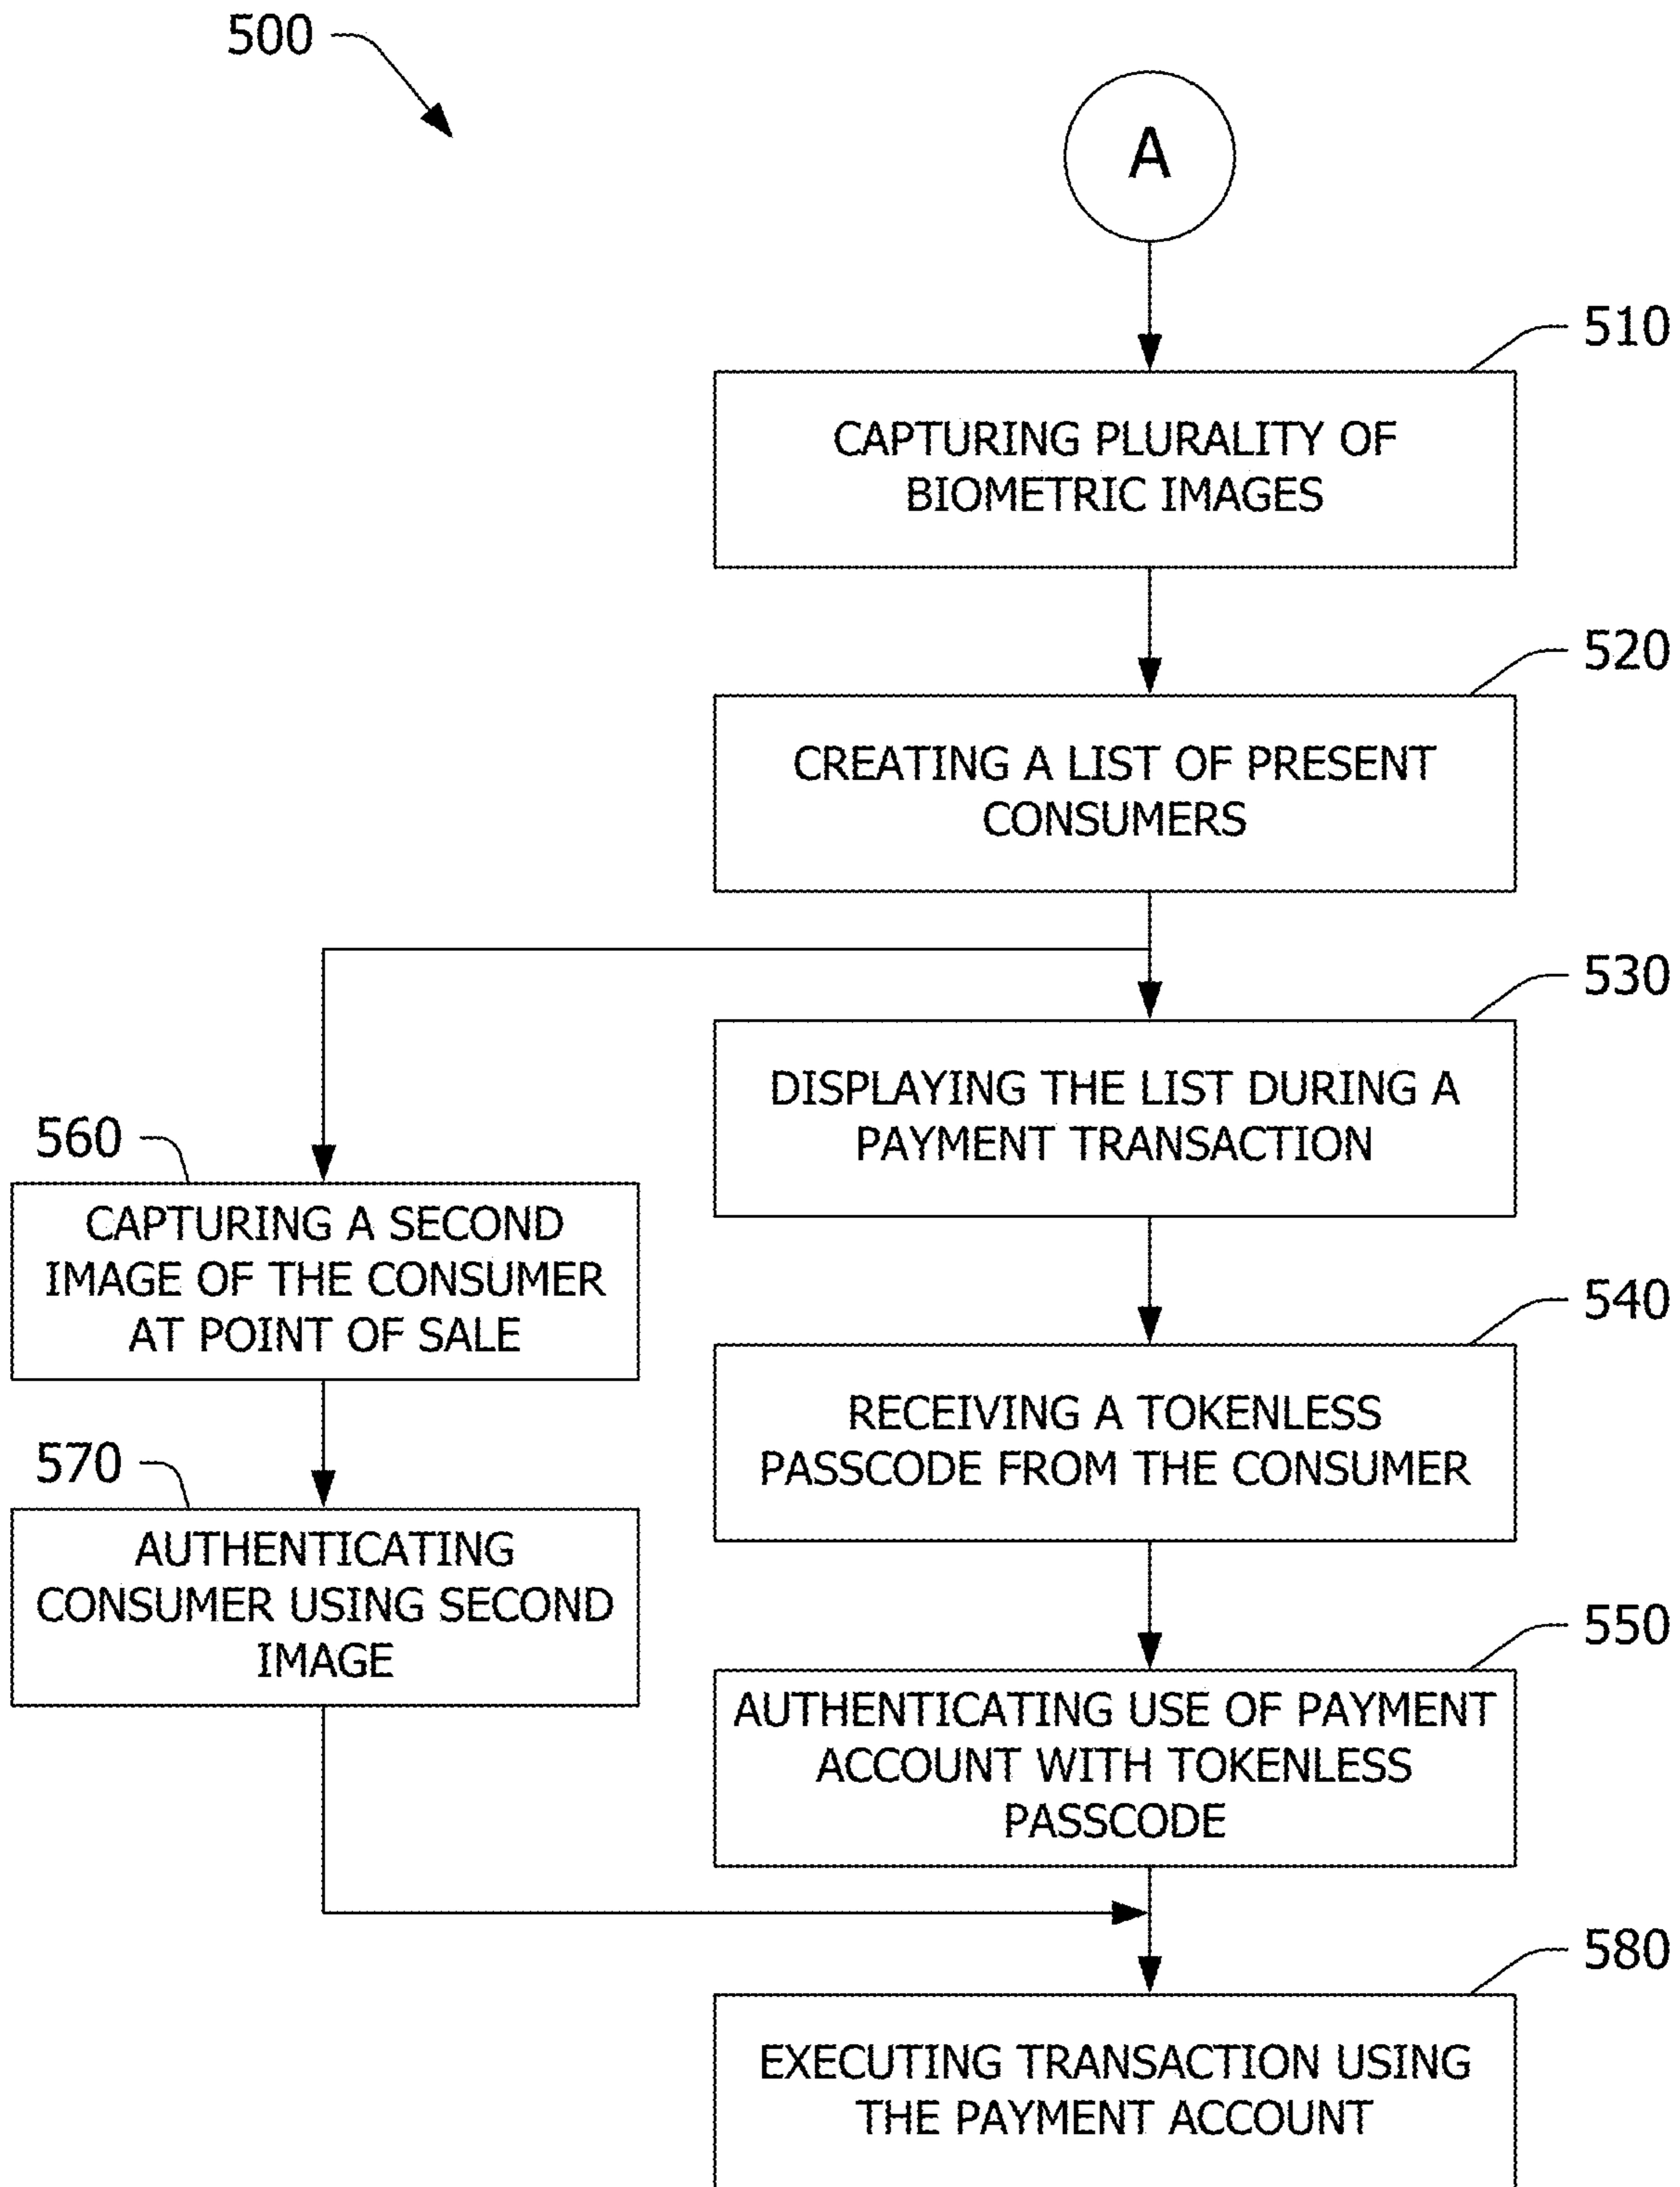 500
A
510
CAPTURING PLURALITY OF
BIOMETRIC IMAGES
520
CREATING A LIST OF PRESENT
CONSUMERS
530
DISPLAYING THE LIST DURING A
PAYMENT TRANSACTION
560
CAPTURING A SECOND
IMAGE OF THE CONSUMER
AT POINT OF SALE
540
RECEIVING A TOKENLESS
PASSCODE FROM THE CONSUMER
570
AUTHENTICATING
CONSUMER USING SECOND
IMAGE
550
AUTHENTICATING USE OF PAYMENT
ACCOUNT WITH TOKENLESS
PASSCODE
580
EXECUTING TRANSACTION USING
THE PAYMENT ACCOUNT